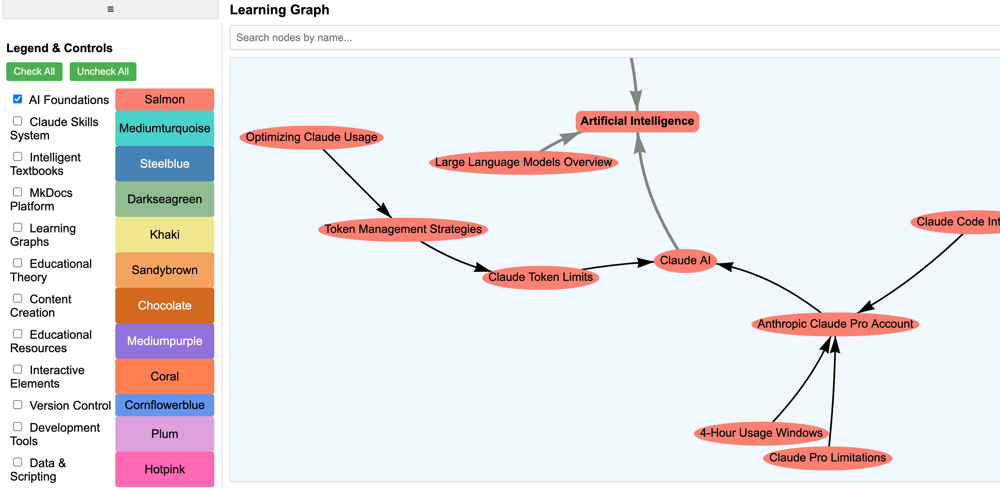 ≡
Legend & Controls
Check All
Uncheck All
AI Foundations
Salmon
Claude Skills
System
Mediumturquoise
Intelligent
Textbooks
Steelblue
MkDocs
Platform
Darkseagreen
Learning
Graphs
Khaki
Educational
Theory
Sandybrown
Content
Creation
Chocolate
Educational
Resources
Mediumpurple
Interactive
Elements
Coral
Version Control
Cornflowerblue
Development
Tools
Plum
Data &
Scripting
Hotpink
Learning Graph
Search nodes by name...
Artificial Intelligence
Optimizing Claude Usage
Large Language Models Overview
Claude Code Int
Token Management Strategies
Claude AI
Claude Token Limits
Anthropic Claude Pro Account
4-Hour Usage Windows
Claude Pro Limitations